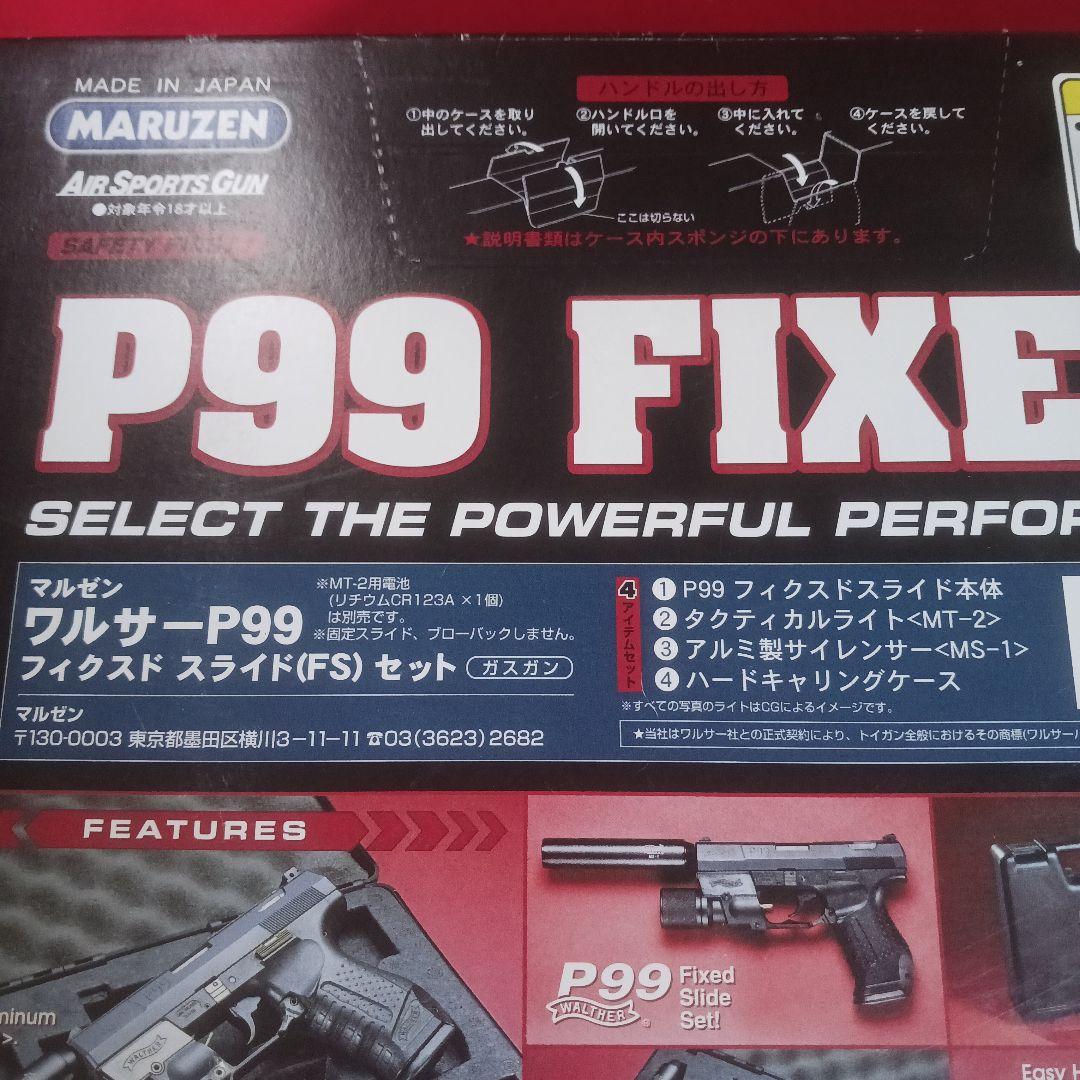 MADE IN JAPAN
MARUZEN
AIR SPORTS GUN
●対象年令18才以上
SAFETY FIRST
ハンドルの出し方
①中のケースを取り
出してください。
②ハンドル口を
開いてください。
③中に入れて
ください。
④ケースを戻して
ください。
ここは切らない
★説明書類はケース内スポンジの下にあります。
P99 FIXE
SELECT THE POWERFUL PERFOR
マルゼン
ワルサーP99
フィクスド スライド(FS) セット ガスガン
※MT-2用電池
(リチウムCR123A ×1個)
は別売です。
※固定スライド、ブローバックしません。
マルゼン
〒130-0003 東京都墨田区横川3-11-11 ☎03(3623)2682
4アイテムセット
① P99 フィクスドスライド本体
② タクティカルライト<MT-2>
③ アルミ製サイレンサー<MS-1>
④ ハードキャリングケース
※すべての写真のライトはCGによるイメージです。
★当社はワルサー社との正式契約により、トイガン全般におけるその商標(ワルサー
FEATURES
P99 Fixed
Slide
Set!
WALTHER
WALTHER
minum
>.
Easy H